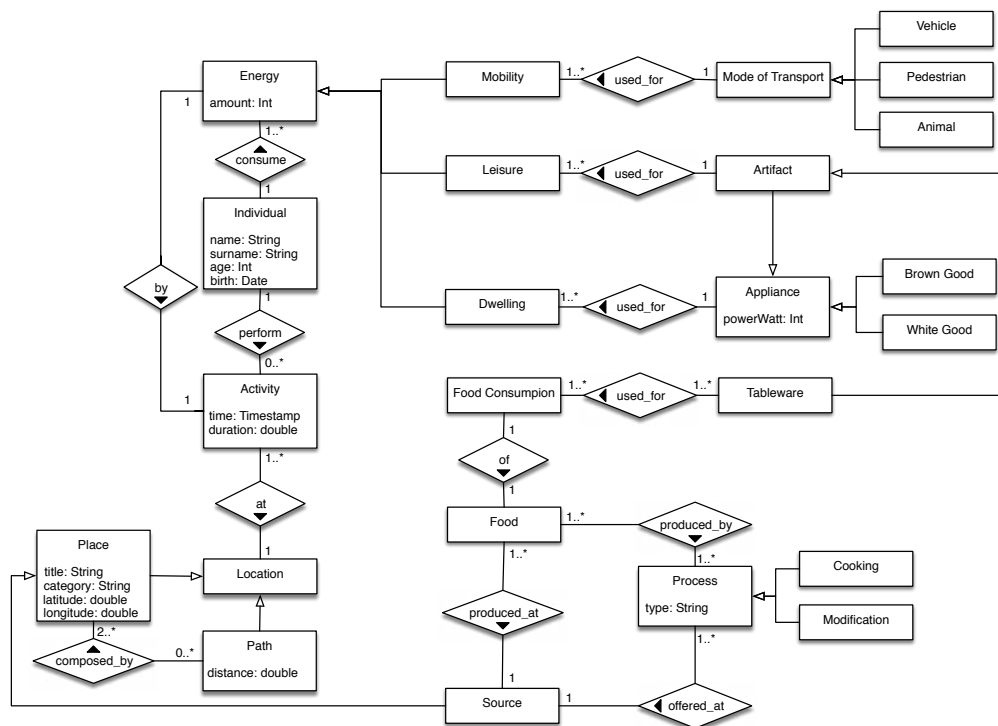 Vehicle
Energy
amount: Int
Mobility
1..*
used_for
1
Mode of Transport
Pedestrian
1
1..*
consume
Animal
1
Leisure
1..*
used_for
1
Artifact
Individual
name: String
surname: String
age: Int
birth: Date
by
1
Dwelling
1..*
used_for
1
Appliance
powerWatt: Int
Brown Good
White Good
perform
0..*
Activity
time: Timestamp
duration: double
1
Food Consumpion
1..*
used_for
1..*
Tableware
1..*
1
of
1
at
1
Food
1..*
produced_by
1..*
Place
title: String
category: String
latitude: double
longitude: double
Location
1..*
Process
type: String
Cooking
Modification
2..*
composed_by
0..*
Path
distance: double
produced_at
1..*
1
Source
1
offered_at